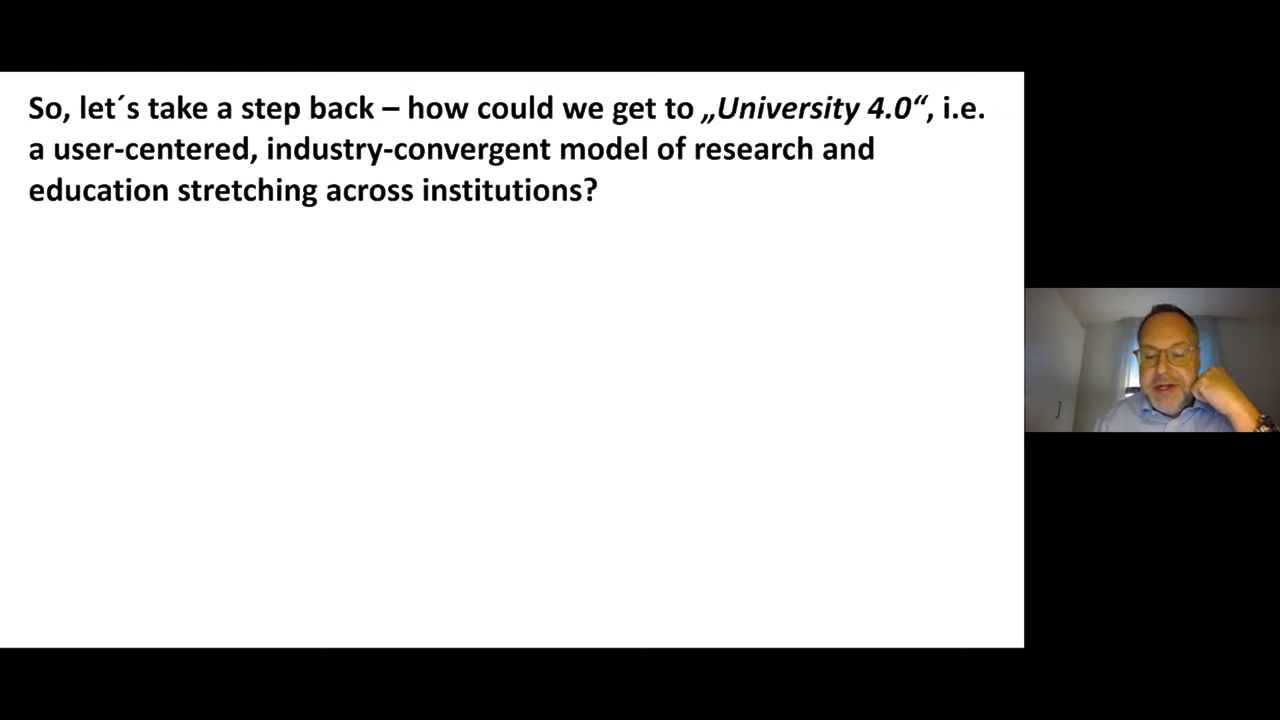 So, let´s take a step back – how could we get to „University 4.0“, i.e.
a user-centered, industry-convergent model of research and
education stretching across institutions?